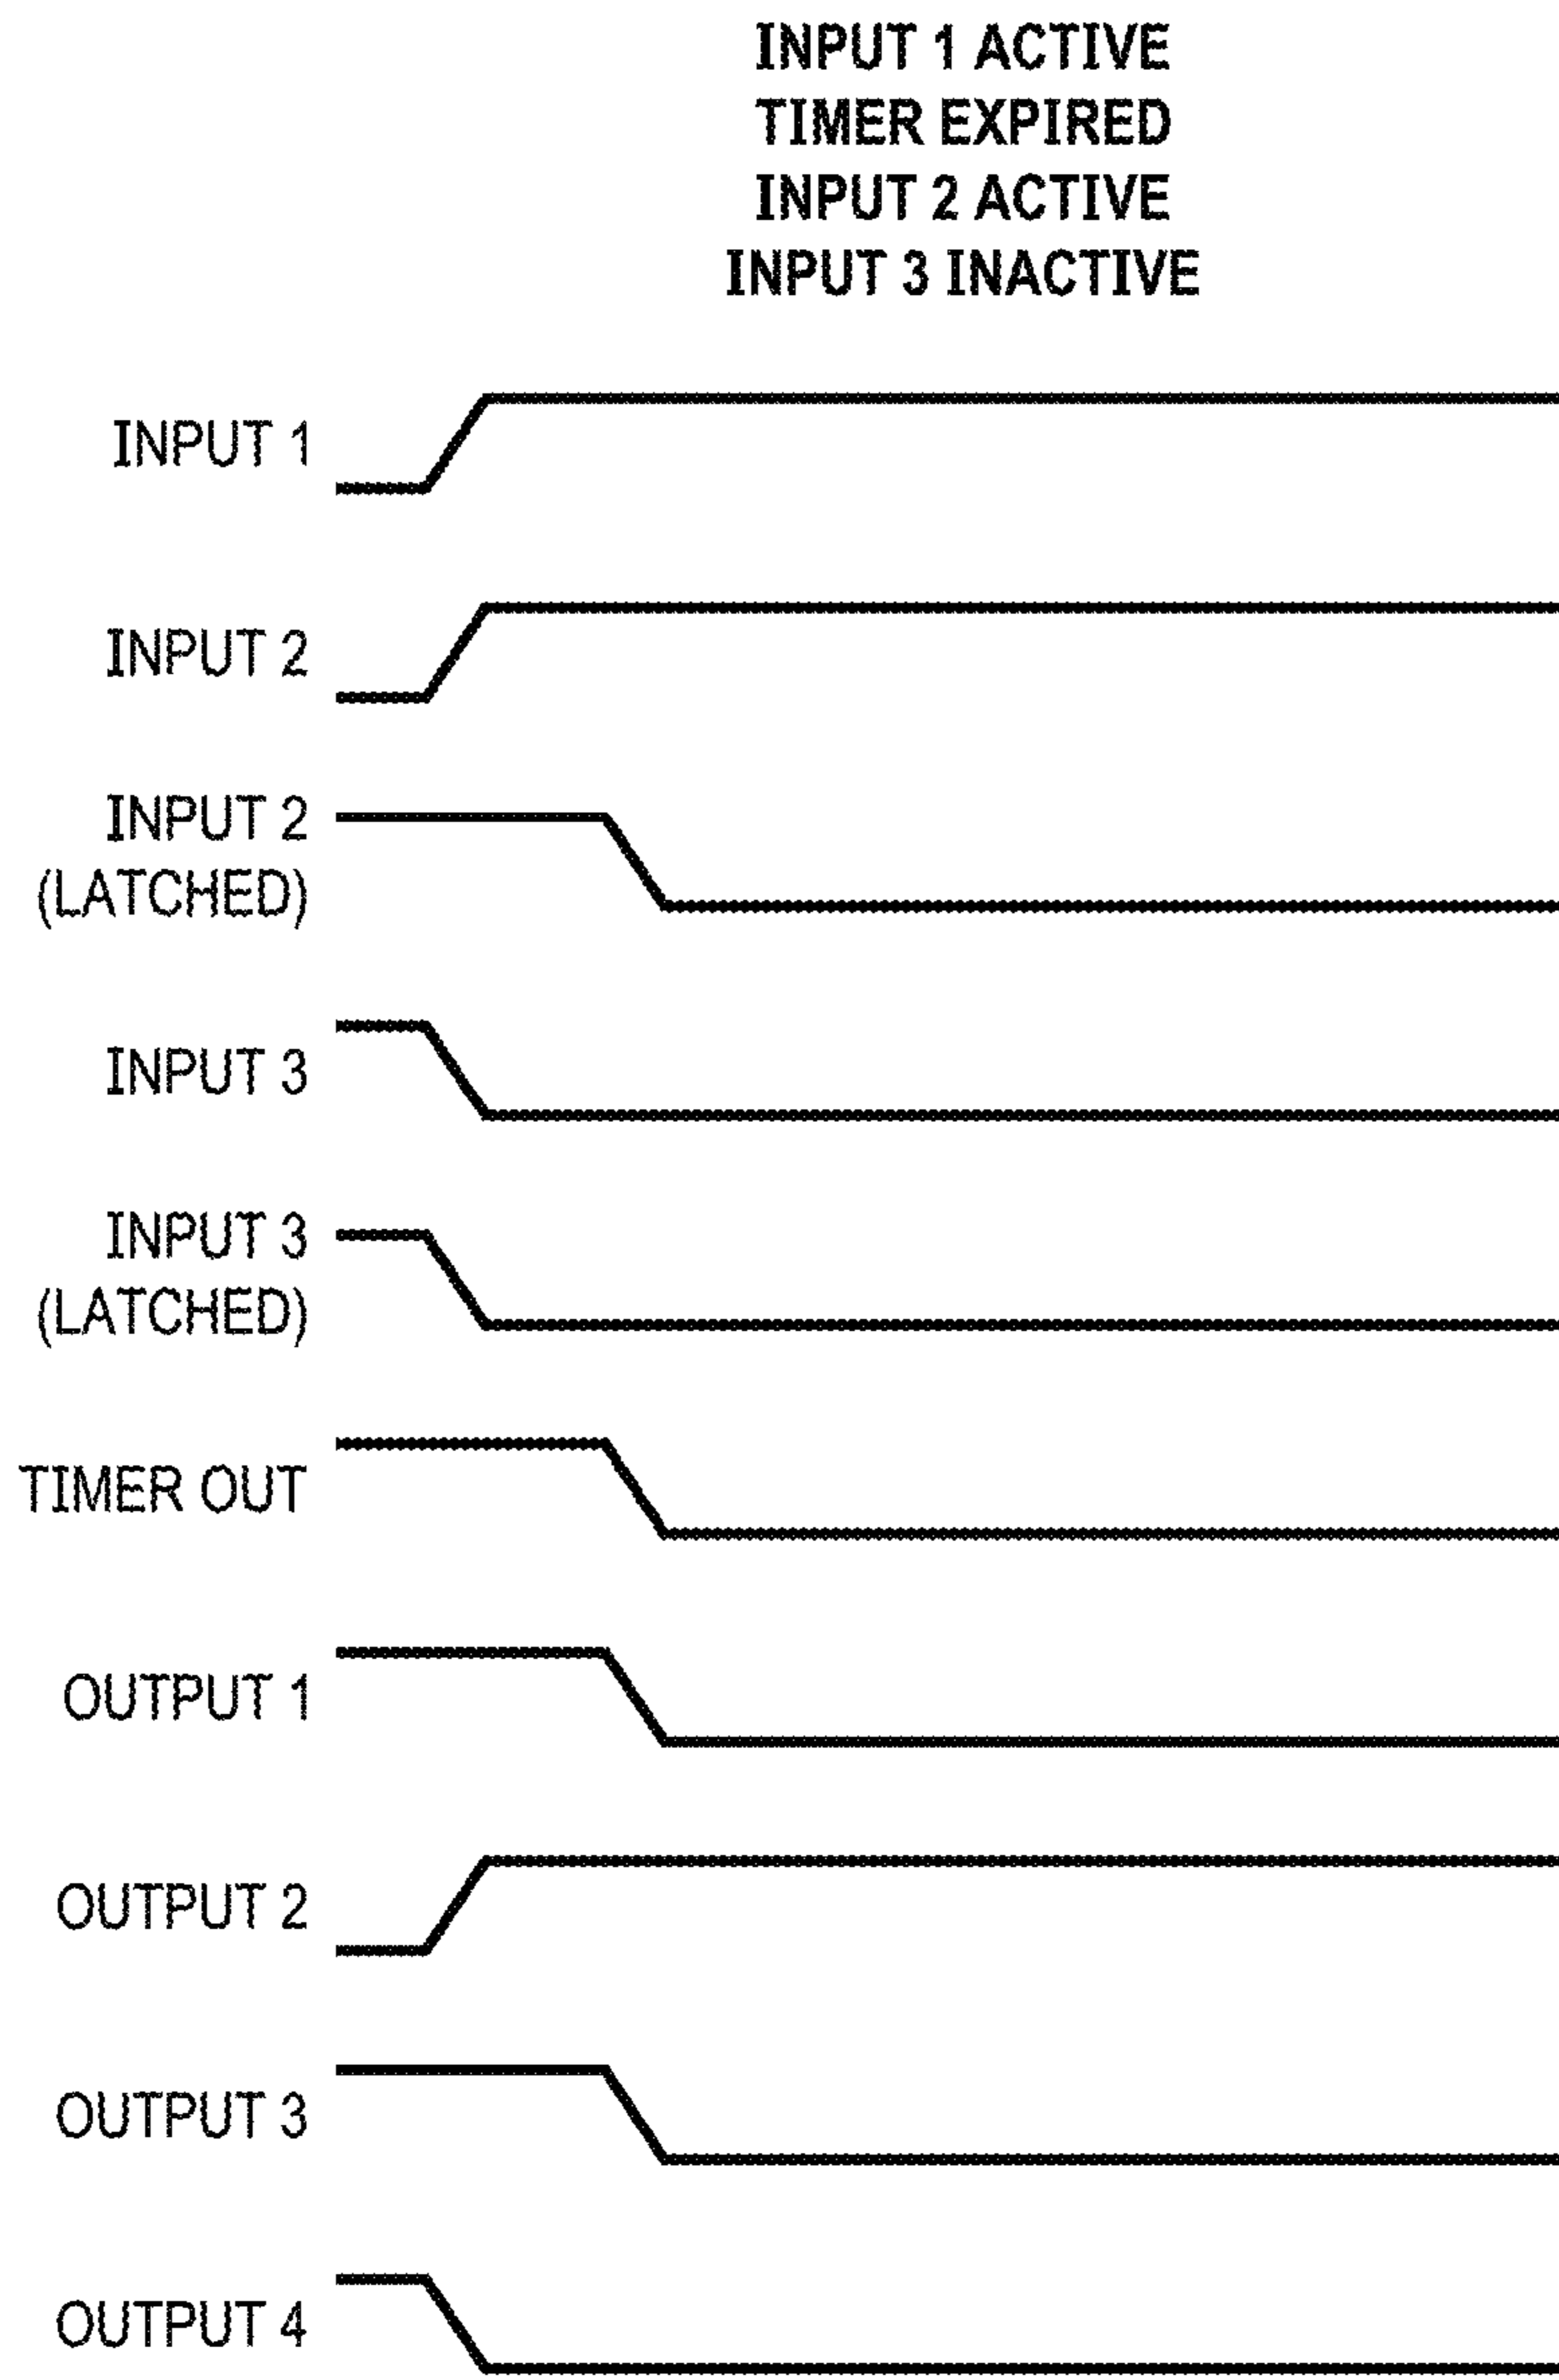 INPUT 1 ACTIVE
TIMER EXPIRED
INPUT 2 ACTIVE
INPUT 3 INACTIVE
INPUT 1
INPUT 2
INPUT 2
(LATCHED)
INPUT 3
INPUT 3
(LATCHED)
TIMER OUT
OUTPUT 1
OUTPUT 2
OUTPUT 3
OUTPUT 4